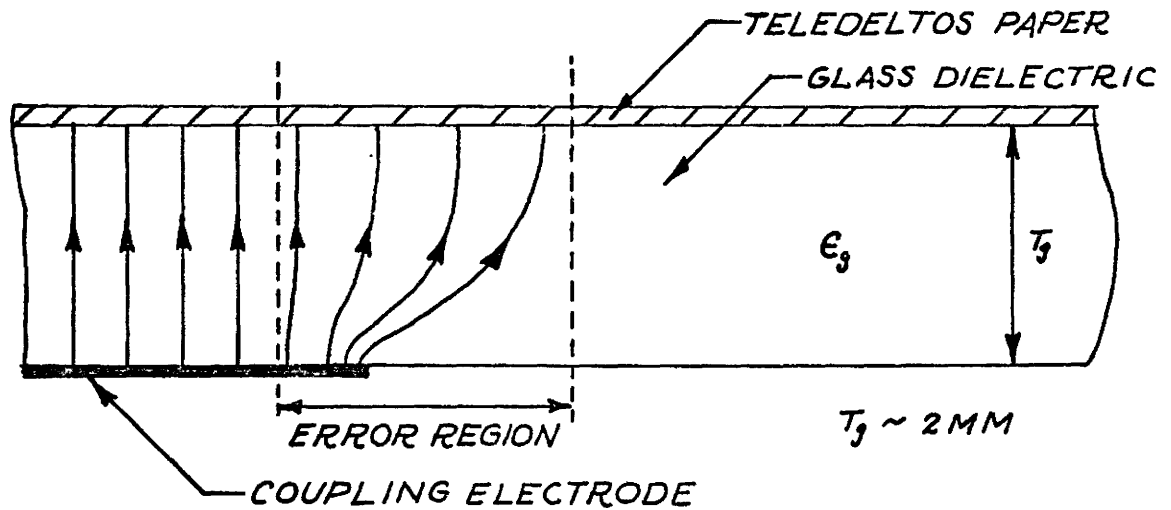 TELEDELTOS PAPER
GLASS DIELECTRIC
ϵg
Tg
ERROR REGION
Tg ~ 2MM
COUPLING ELECTRODE